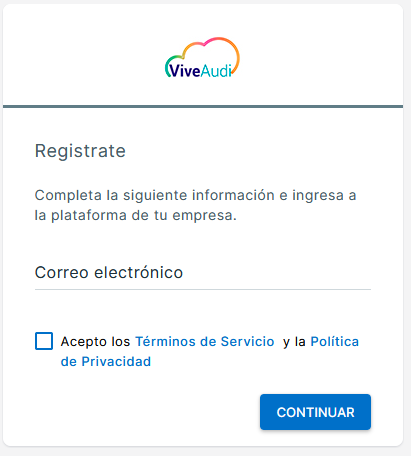 ViveAudi
Registrate
Completa la siguiente información e ingresa a
la plataforma de tu empresa.
Correo electrónico
Acepto los Términos de Servicio y la Política
de Privacidad
CONTINUAR